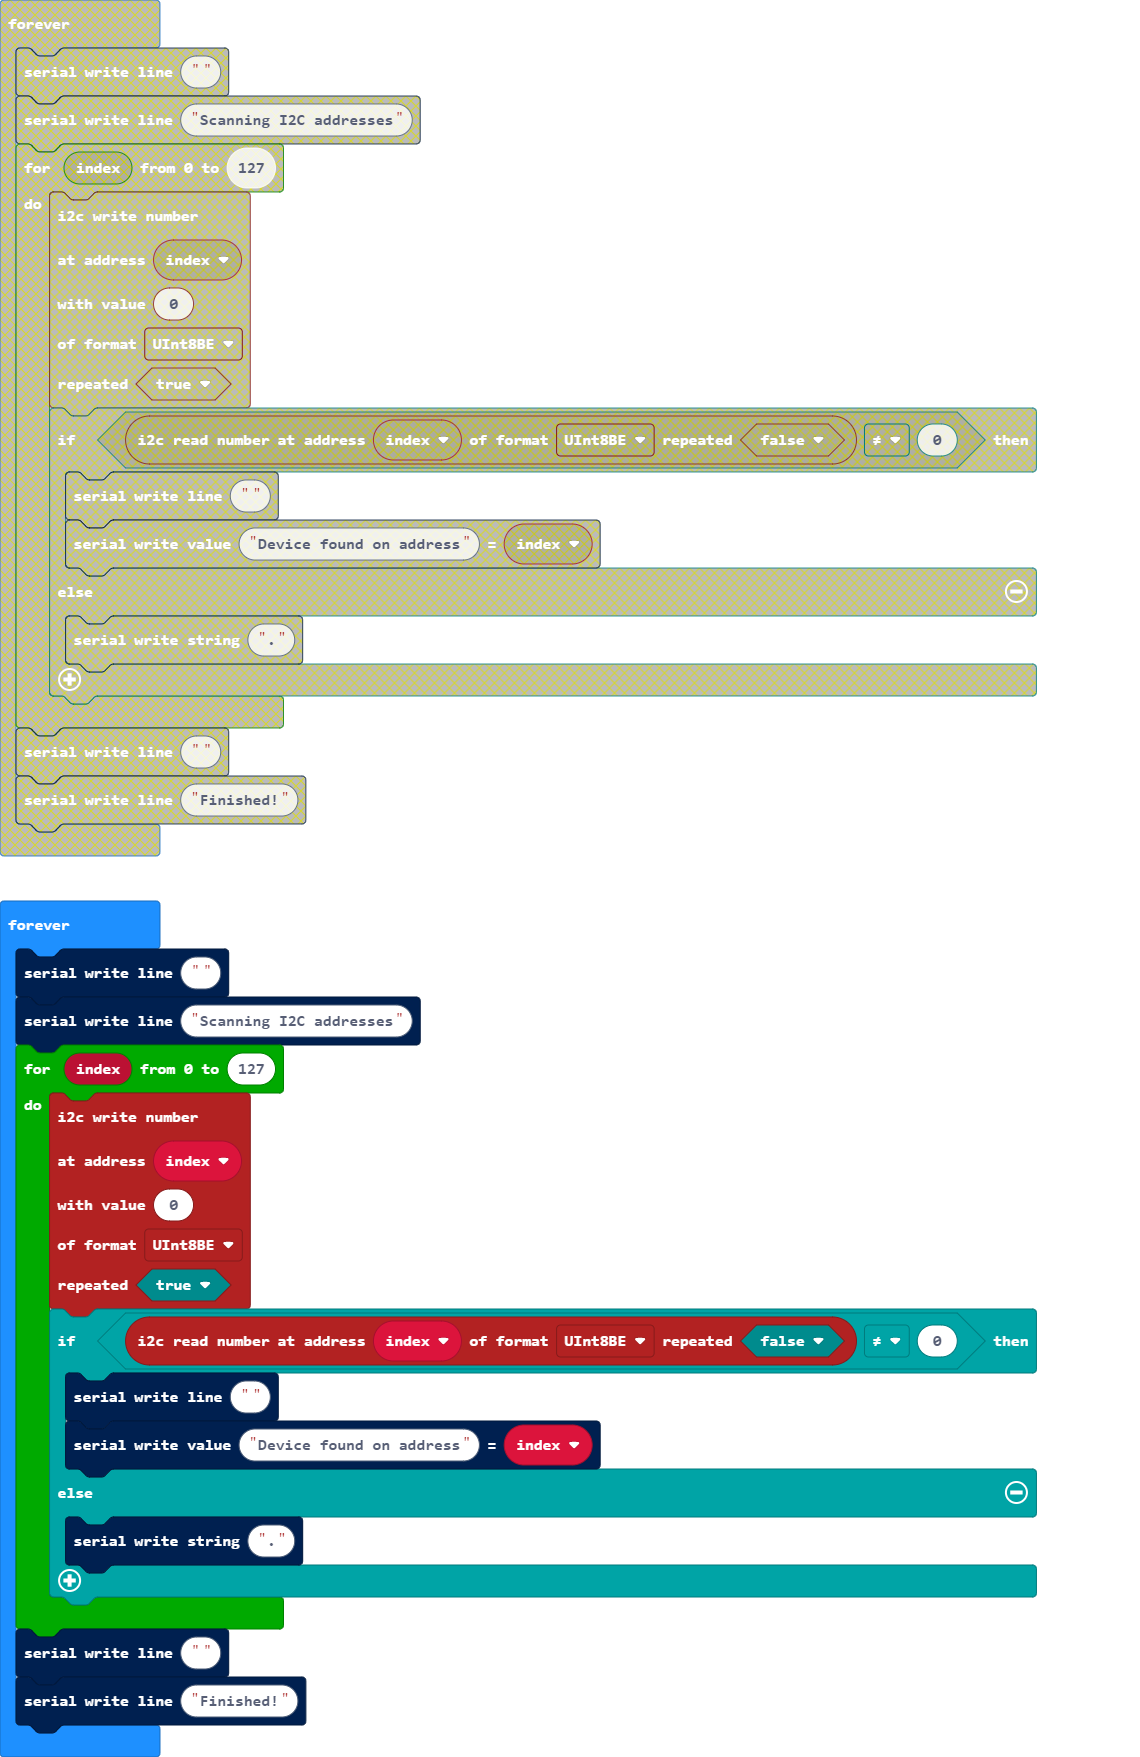 forever
serial write line " "
serial write line "Scanning I2C addresses"
for index from 0 to 127
do
i2c write number
at address index
with value 0
of format UInt8BE
repeated true
if i2c read number at address index of format UInt8BE repeated false ≠ 0 then
serial write line " "
serial write value "Device found on address" = index
else
serial write string "."
serial write line " "
serial write line "Finished!"
forever
serial write line " "
serial write line "Scanning I2C addresses"
for index from 0 to 127
do
i2c write number
at address index
with value 0
of format UInt8BE
repeated true
if i2c read number at address index of format UInt8BE repeated false ≠ 0 then
serial write line " "
serial write value "Device found on address" = index
else
serial write string "."
serial write line " "
serial write line "Finished!"